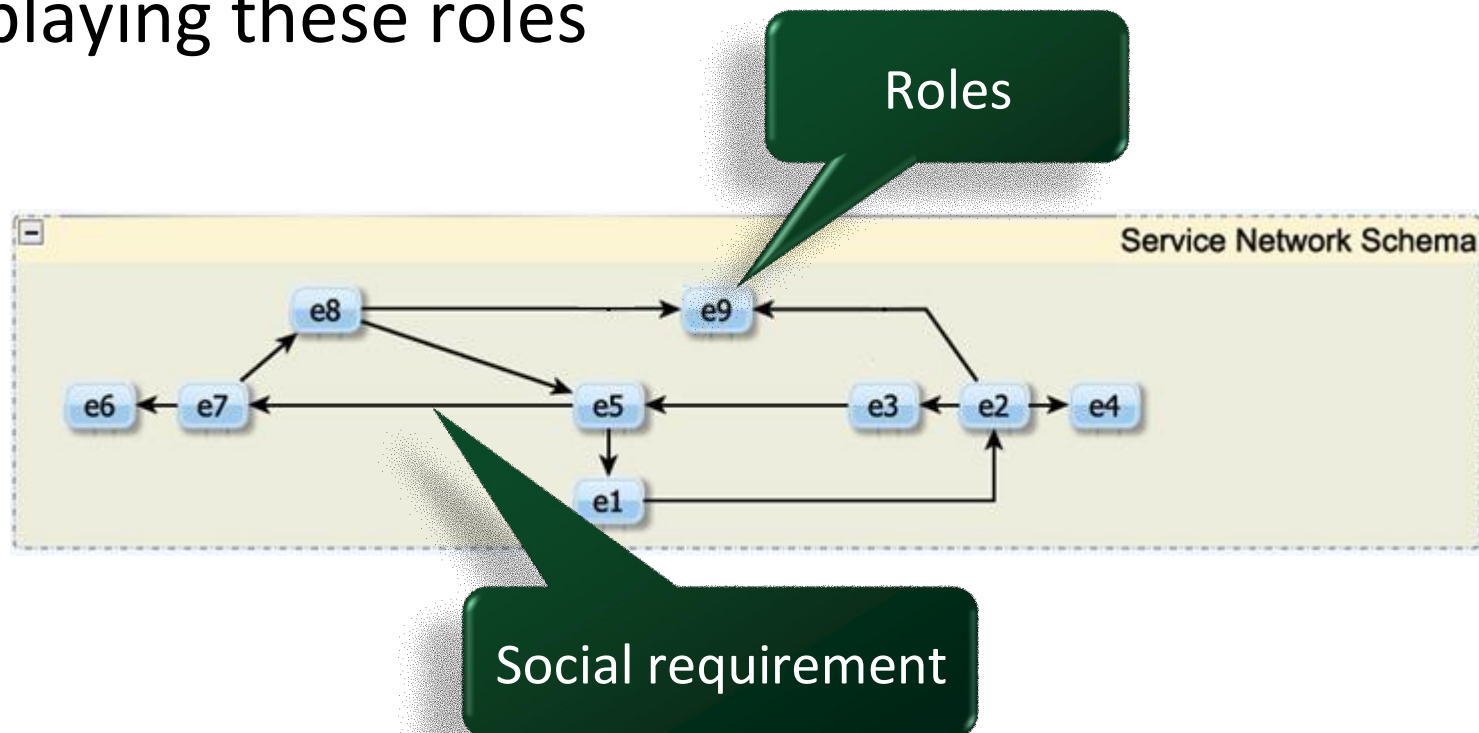 playing these roles
Roles
Service Network Schema
e8
e9
e6
e7
e5
e3
e2
e4
e1
Social requirement